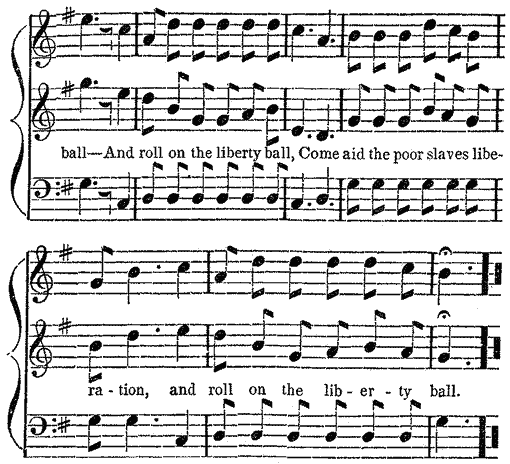 ball—And roll on the liberty ball, Come aid the poor slaves libe-
ra - tion, and roll on the lib - er - ty ball.